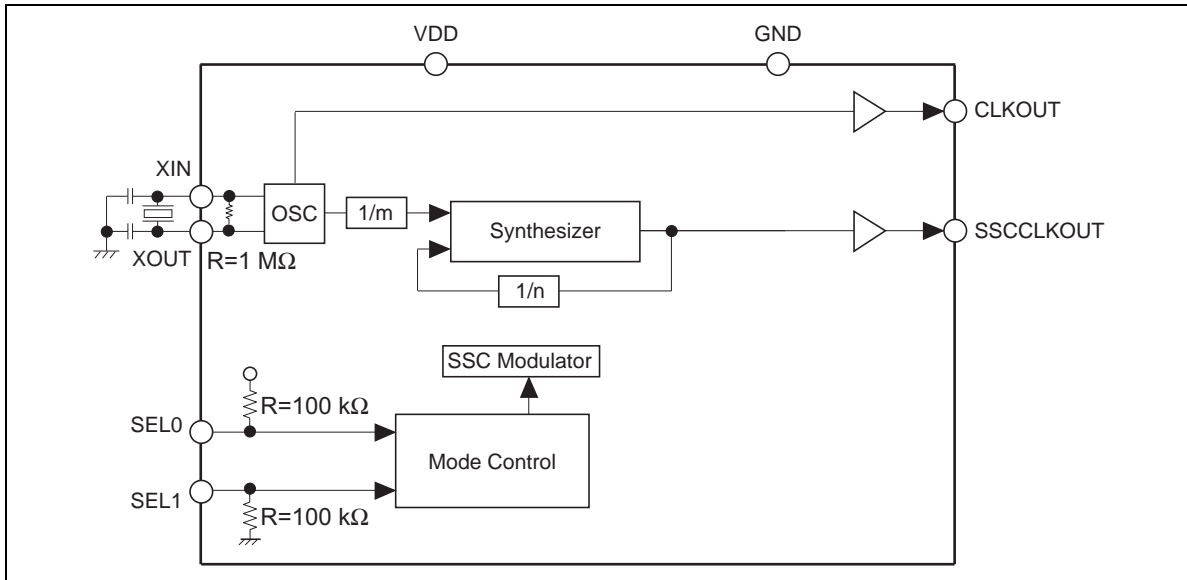 VDD
GND
CLKOUT
XIN
OSC
1/m
Synthesizer
SSCCLKOUT
XOUT
R=1 MΩ
1/n
SSC Modulator
R=100 kΩ
SEL0
Mode Control
SEL1
R=100 kΩ